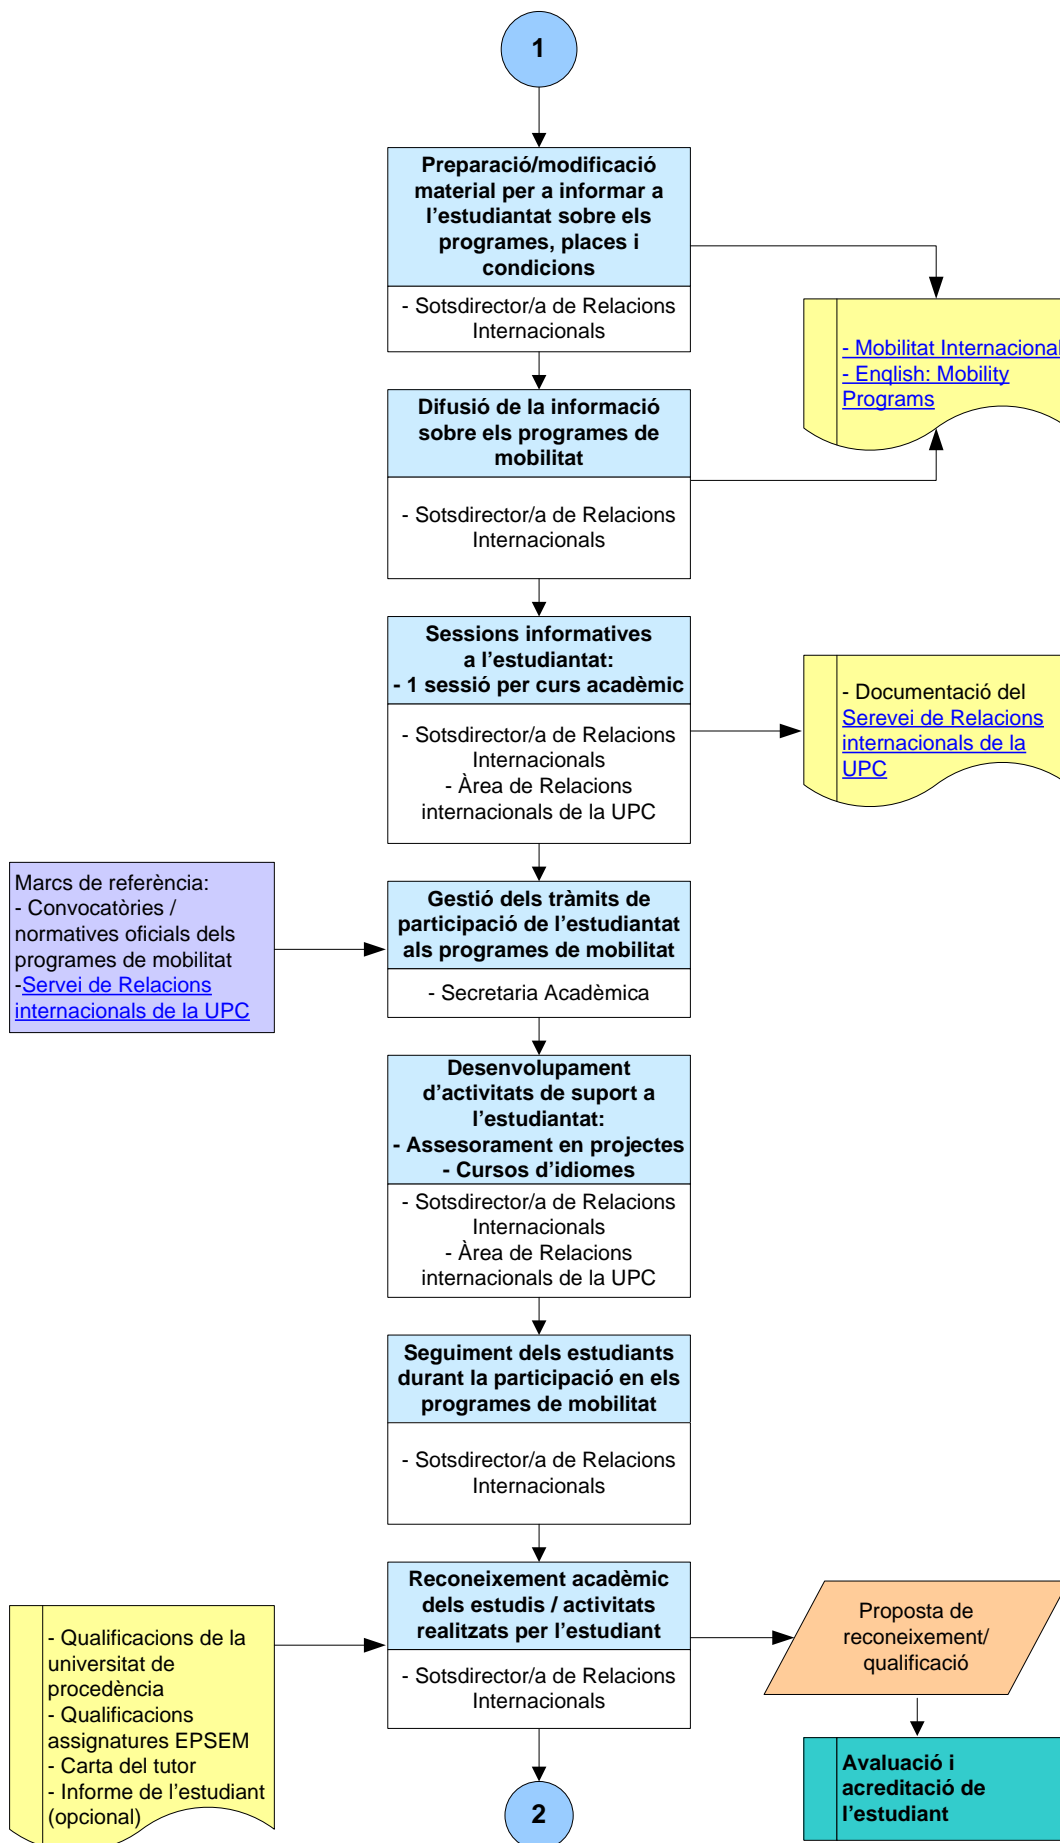 1
Preparació/modificació
material per a informar a
l’estudiantat sobre els
programes, places i
condicions
- Sotsdirector/a de Relacions
Internacionals
- Mobilitat Internacional
- English: Mobility
Programs
Difusió de la informació
sobre els programes de
mobilitat
- Sotsdirector/a de Relacions
Internacionals
Sessions informatives
a l’estudiantat:
- 1 sessió per curs acadèmic
- Sotsdirector/a de Relacions
Internacionals
- Àrea de Relacions
internacionals de la UPC
- Documentació del
Serevei de Relacions
internacionals de la
UPC
Marcs de referència:
- Convocatòries /
normatives oficials dels
programes de mobilitat
-Servei de Relacions
internacionals de la UPC
Gestió dels tràmits de
participació de l’estudiantat
als programes de mobilitat
- Secretaria Acadèmica
Desenvolupament
d’activitats de suport a
l’estudiantat:
- Assesorament en projectes
- Cursos d’idiomes
- Sotsdirector/a de Relacions
Internacionals
- Àrea de Relacions
internacionals de la UPC
Seguiment dels estudiants
durant la participació en els
programes de mobilitat
- Sotsdirector/a de Relacions
Internacionals
Reconeixement acadèmic
dels estudis / activitats
realitzats per l’estudiant
- Sotsdirector/a de Relacions
Internacionals
- Qualificacions de la
universitat de
procedència
- Qualificacions
assignatures EPSEM
- Carta del tutor
- Informe de l’estudiant
(opcional)
Proposta de
reconeixement/
qualificació
Avaluació i
acreditació de
l’estudiant
2